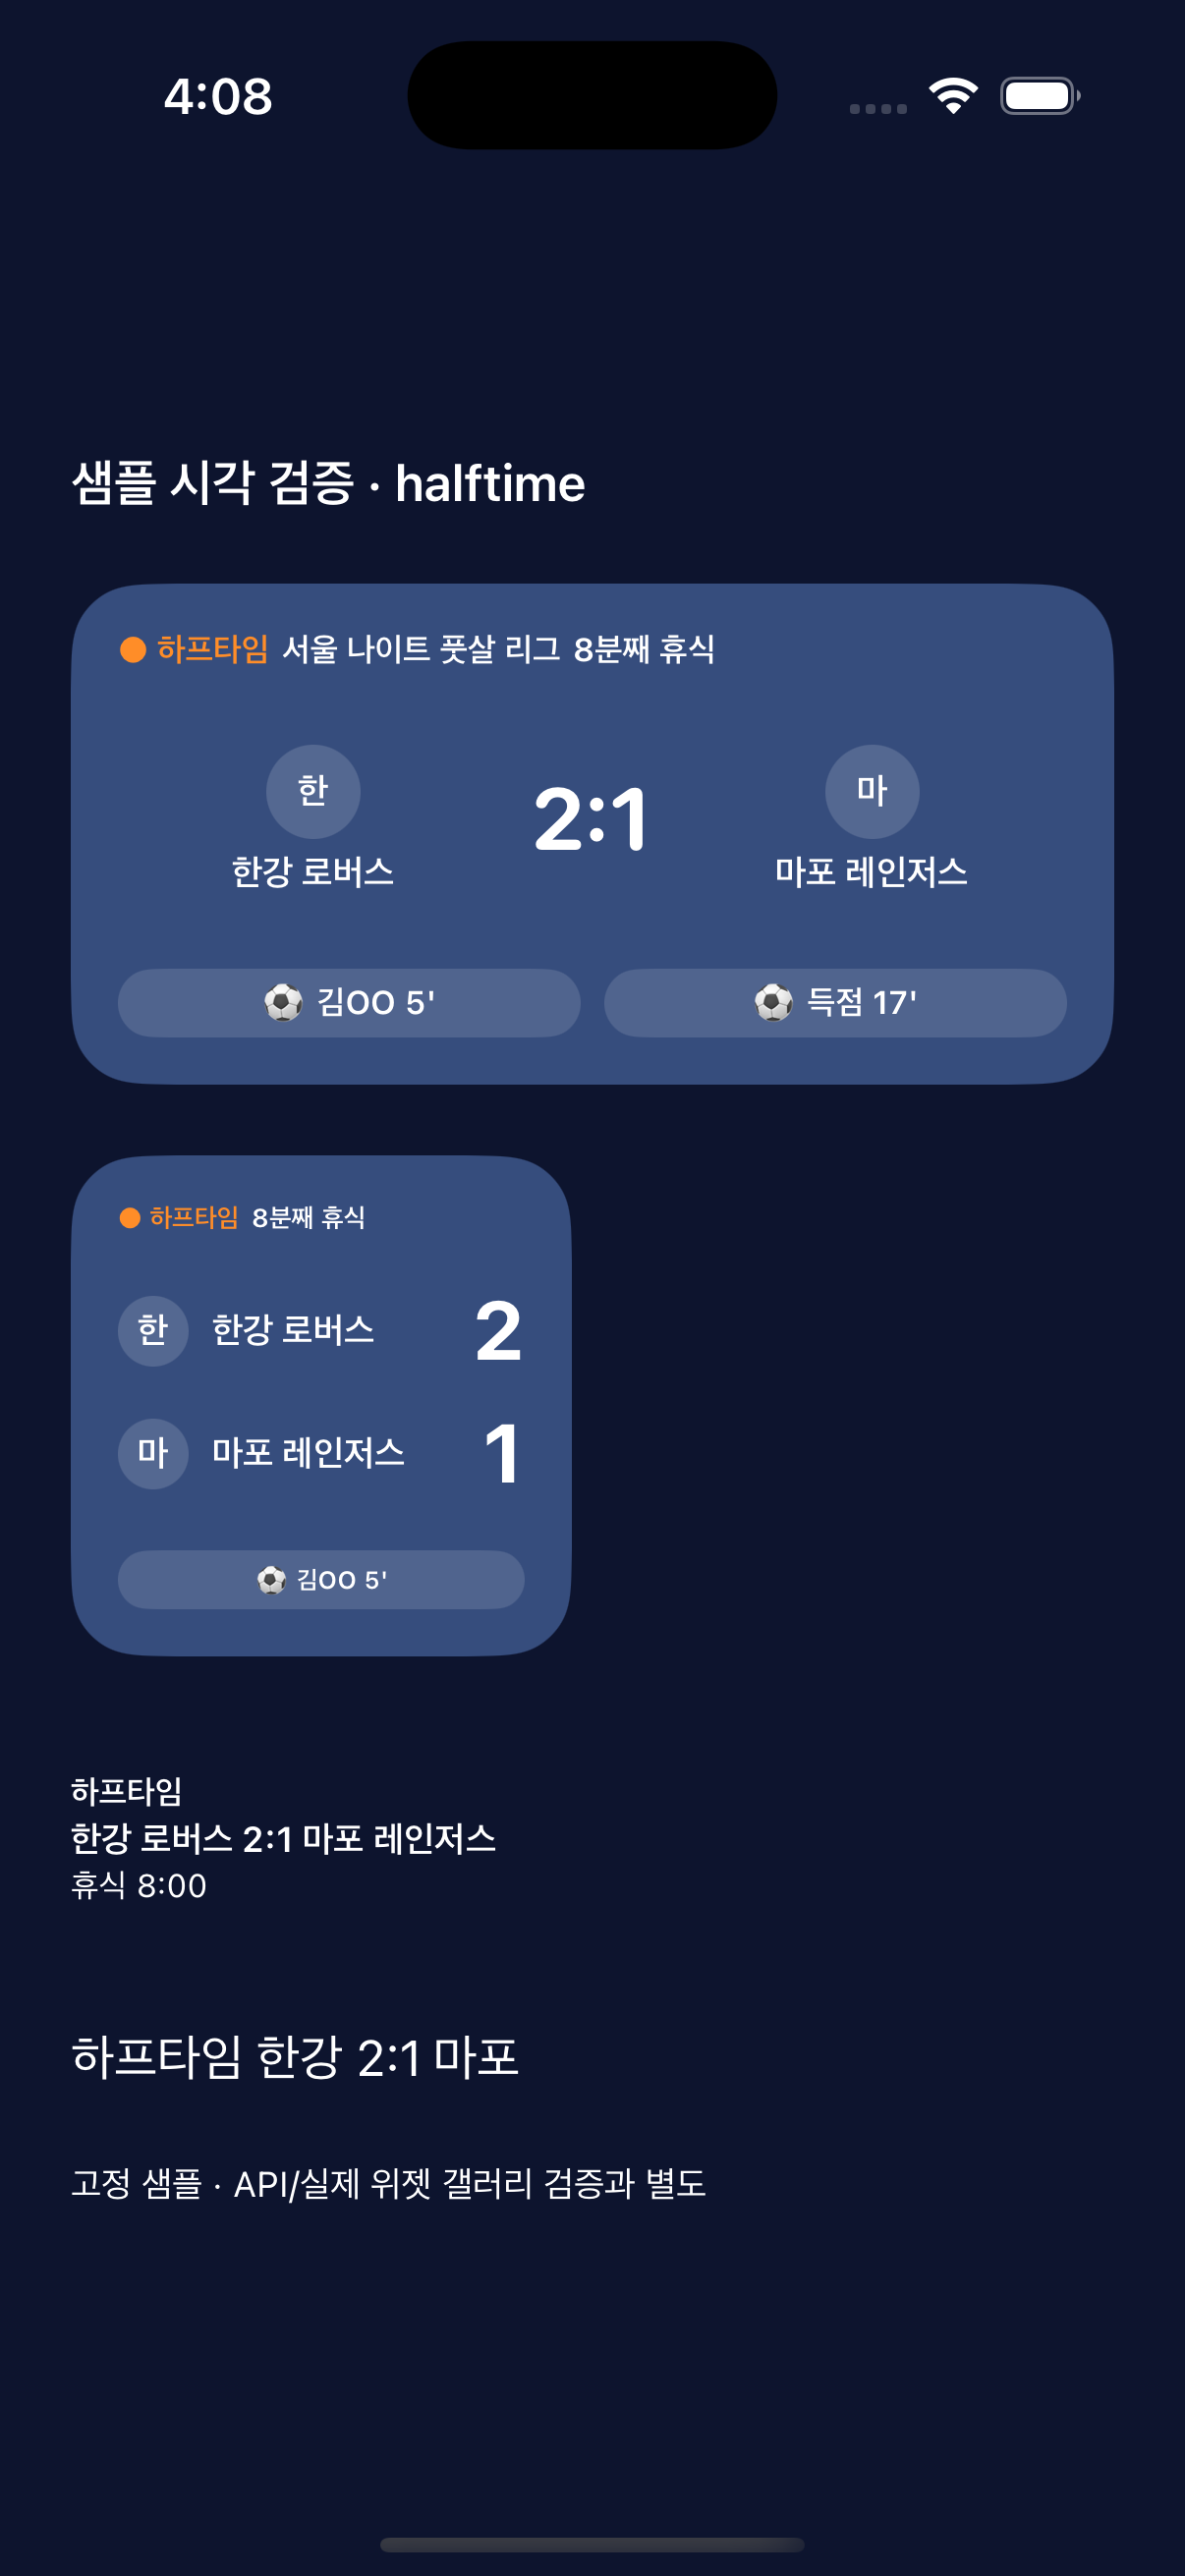 4:08
샘플 시각 검증 · halftime
하프타임 서울 나이트 풋살 리그 8분째 휴식
한 2:1 마
한강 로버스 마포 레인저스
⚽ 김OO 5' ⚽ 득점 17'
하프타임 8분째 휴식
한 한강 로버스 2
마 마포 레인저스 1
⚽ 김OO 5'
하프타임
한강 로버스 2:1 마포 레인저스
휴식 8:00
하프타임 한강 2:1 마포
고정 샘플 · API/실제 위젯 갤러리 검증과 별도